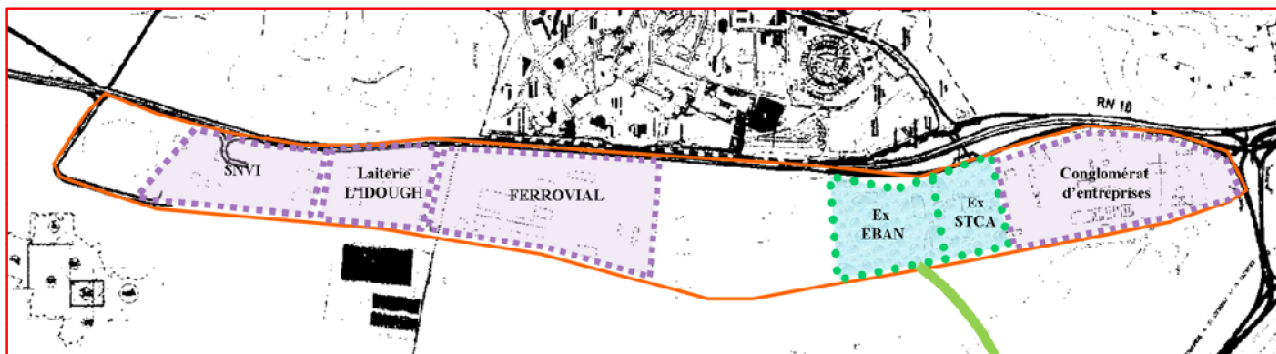 RN 10
SNVI
Laiterie
L'IDOUGH
FERROVIAL
Ex
EBAN
Ex
STCA
Conglomérat
d'entreprises